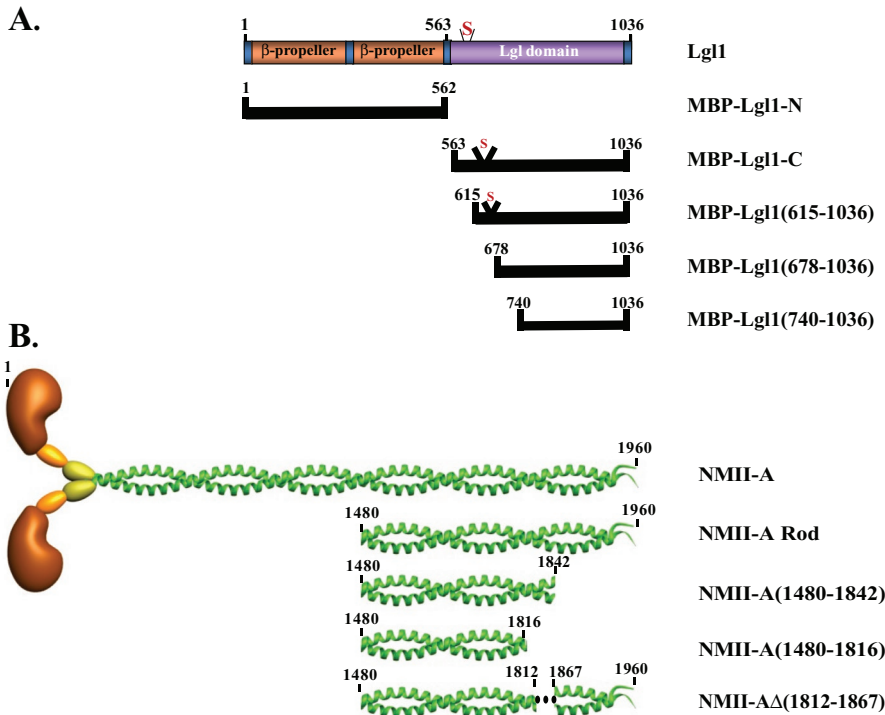 A.
1 563 S 1036
β-propeller β-propeller Lgl domain Lgl1
1 562
MBP-Lgl1-N
563 S 1036
MBP-Lgl1-C
615 S 1036
MBP-Lgl1(615-1036)
678 1036
MBP-Lgl1(678-1036)
740 1036
MBP-Lgl1(740-1036)
B.
1
1960
NMII-A
1480 1960
NMII-A Rod
1480 1842
NMII-A(1480-1842)
1480 1816
NMII-A(1480-1816)
1480 1812 1867 1960
NMII-AΔ(1812-1867)